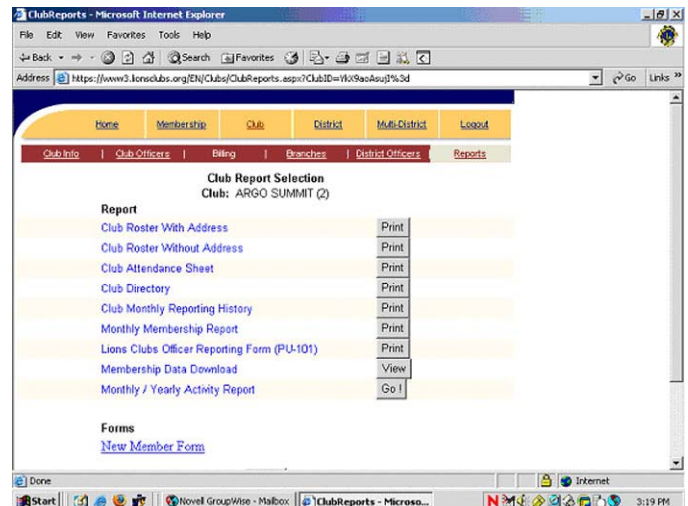 ClubReports - Microsoft Internet Explorer
File Edit View Favorites Tools Help
Back Search Favorites
Address https://www3.lionsclubs.org/EN/Clubs/ClubReports.aspx?ClubID=YkX9aoAsujI%3d Go Links »
Home Membership Club District Multi-District Logout
Club Info | Club Officers | Billing | Branches | District Officers | Reports
Club Report Selection
Club: ARGO SUMMIT (2)
Report
Club Roster With Address Print
Club Roster Without Address Print
Club Attendance Sheet Print
Club Directory Print
Club Monthly Reporting History Print
Monthly Membership Report Print
Lions Clubs Officer Reporting Form (PU-101) Print
Membership Data Download View
Monthly / Yearly Activity Report Go !
Forms
New Member Form
Done Internet
Start Novell GroupWise - Mailbox ClubReports - Microso... 3:19 PM